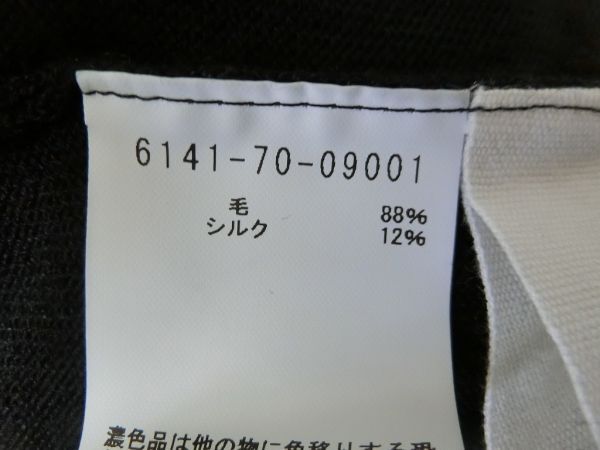 6141-70-09001
毛 88%
シルク 12%
濃色品は他の物に色移りする恐